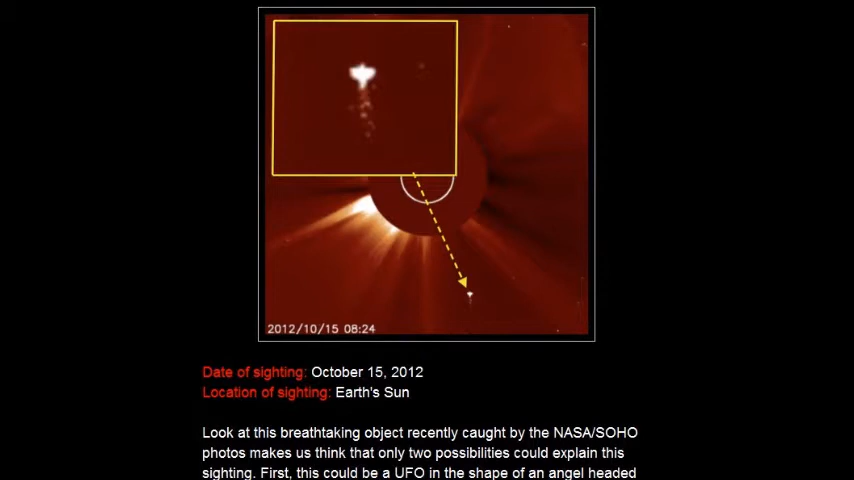 2012/10/15 08:24
Date of sighting: October 15, 2012
Location of sighting: Earth's Sun
Look at this breathtaking object recently caught by the NASA/SOHO
photos makes us think that only two possibilities could explain this
sighting. First, this could be a UFO in the shape of an angel headed